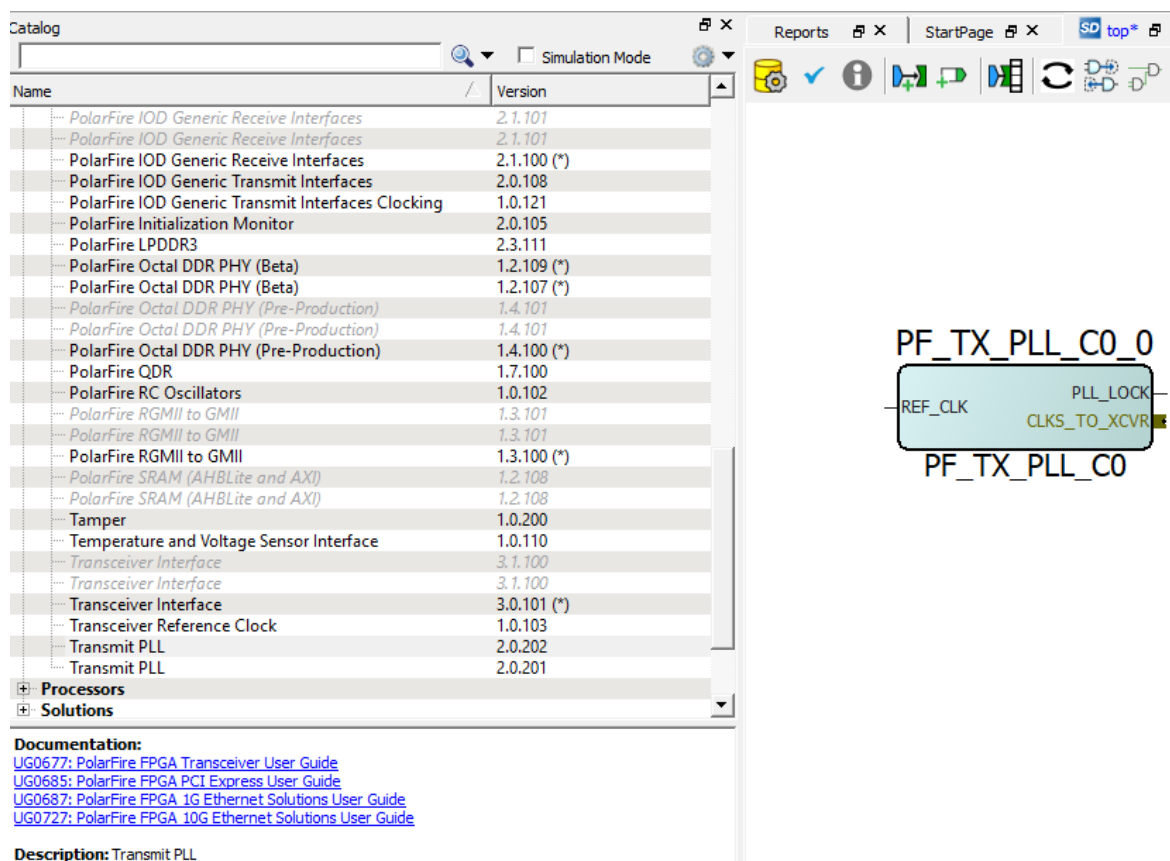 Catalog
Simulation Mode
Name Version
PolarFire IOD Generic Receive Interfaces 2.1.101
PolarFire IOD Generic Receive Interfaces 2.1.101
PolarFire IOD Generic Receive Interfaces 2.1.100 (*)
PolarFire IOD Generic Transmit Interfaces 2.0.108
PolarFire IOD Generic Transmit Interfaces Clocking 1.0.121
PolarFire Initialization Monitor 2.0.105
PolarFire LPDDR3 2.3.111
PolarFire Octal DDR PHY (Beta) 1.2.109 (*)
PolarFire Octal DDR PHY (Beta) 1.2.107 (*)
PolarFire Octal DDR PHY (Pre-Production) 1.4.101
PolarFire Octal DDR PHY (Pre-Production) 1.4.101
PolarFire Octal DDR PHY (Pre-Production) 1.4.100 (*)
PolarFire QDR 1.7.100
PolarFire RC Oscillators 1.0.102
PolarFire RGMII to GMII 1.3.101
PolarFire RGMII to GMII 1.3.101
PolarFire RGMII to GMII 1.3.100 (*)
PolarFire SRAM (AHBLite and AXI) 1.2.108
PolarFire SRAM (AHBLite and AXI) 1.2.108
Tamper 1.0.200
Temperature and Voltage Sensor Interface 1.0.110
Transceiver Interface 3.1.100
Transceiver Interface 3.1.100
Transceiver Interface 3.0.101 (*)
Transceiver Reference Clock 1.0.103
Transmit PLL 2.0.202
Transmit PLL 2.0.201
Processors
Solutions
Documentation:
UG0677: PolarFire FPGA Transceiver User Guide
UG0685: PolarFire FPGA PCI Express User Guide
UG0687: PolarFire FPGA 1G Ethernet Solutions User Guide
UG0727: PolarFire FPGA 10G Ethernet Solutions User Guide
Description: Transmit PLL
Reports StartPage SD top*
PF_TX_PLL_C0_0
REF_CLK PLL_LOCK
CLKS_TO_XCVR
PF_TX_PLL_C0